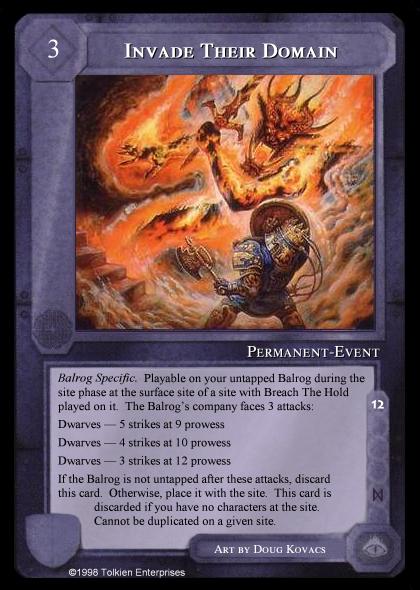 3
Invade Their Domain
Permanent-Event
Balrog Specific. Playable on your untapped Balrog during the
site phase at the surface site of a site with Breach The Hold
played on it. The Balrog's company faces 3 attacks:
Dwarves — 5 strikes at 9 prowess
Dwarves — 4 strikes at 10 prowess
Dwarves — 3 strikes at 12 prowess
If the Balrog is not untapped after these attacks, discard
this card. Otherwise, place it with the site. This card is
discarded if you have no characters at the site.
Cannot be duplicated on a given site.
12
Art by Doug Kovacs
©1998 Tolkien Enterprises